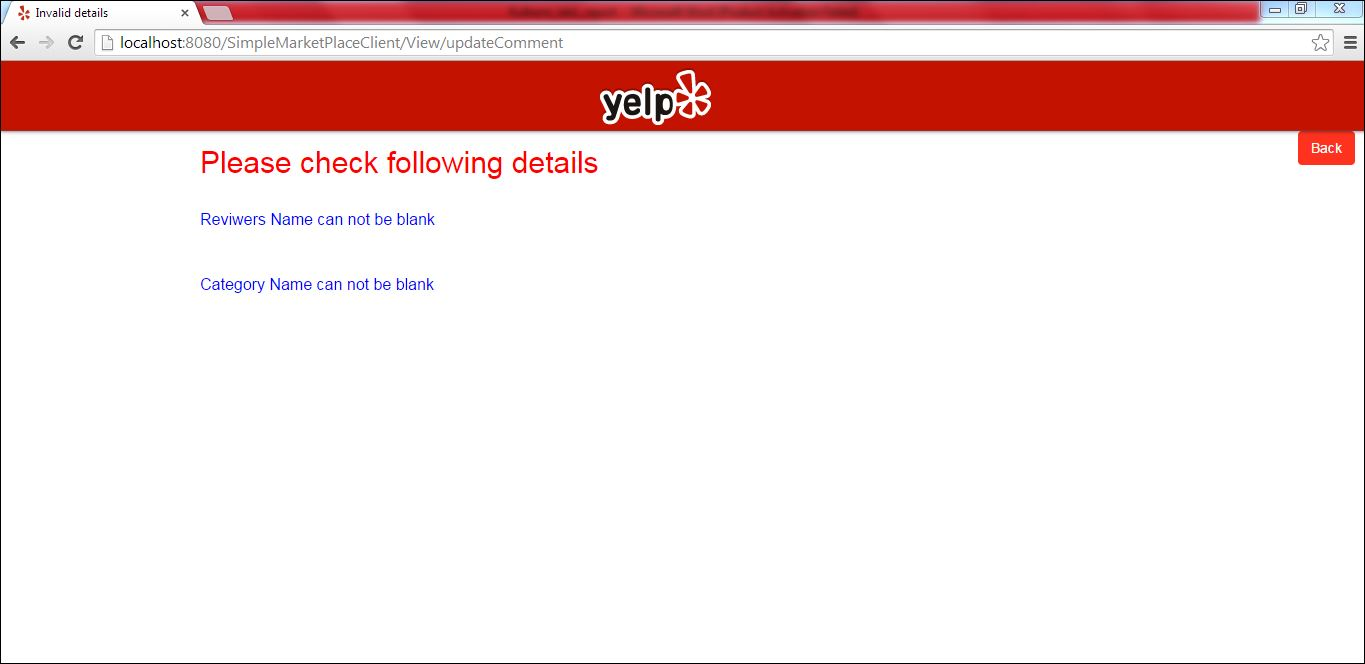 Invalid details
localhost:8080/SimpleMarketPlaceClient/View/updateComment
yelp
Back
Please check following details
Reviwers Name can not be blank
Category Name can not be blank